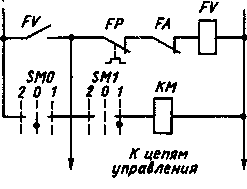 FV FP FA FV
SM0 SM1 KM
2 0 1 2 0 1
К цепям
управления